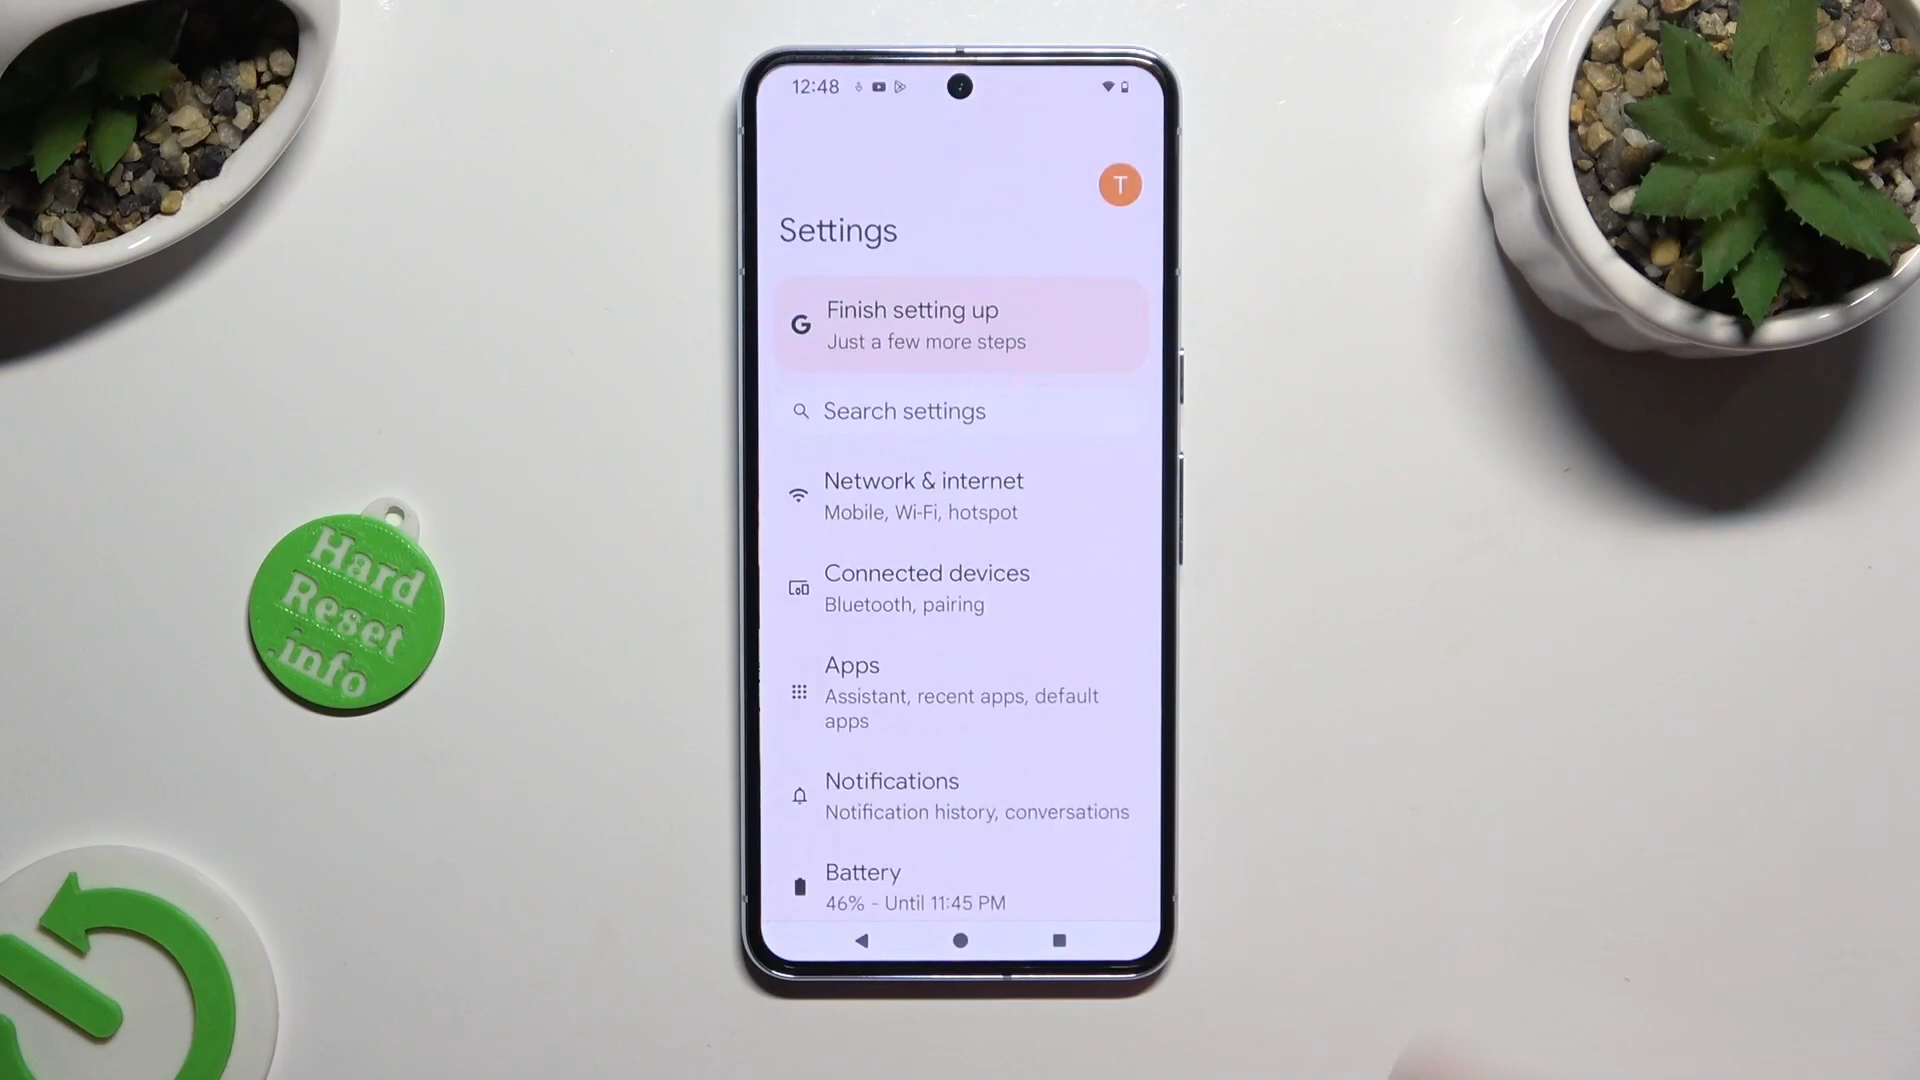 12:48
T
Settings
G
Finish setting up
Just a few more steps
Search settings
Network & internet
Mobile, Wi-Fi, hotspot
Connected devices
Bluetooth, pairing
Apps
Assistant, recent apps, default
apps
Notifications
Notification history, conversations
Battery
46% - Until 11:45 PM
Hard
Reset
.info